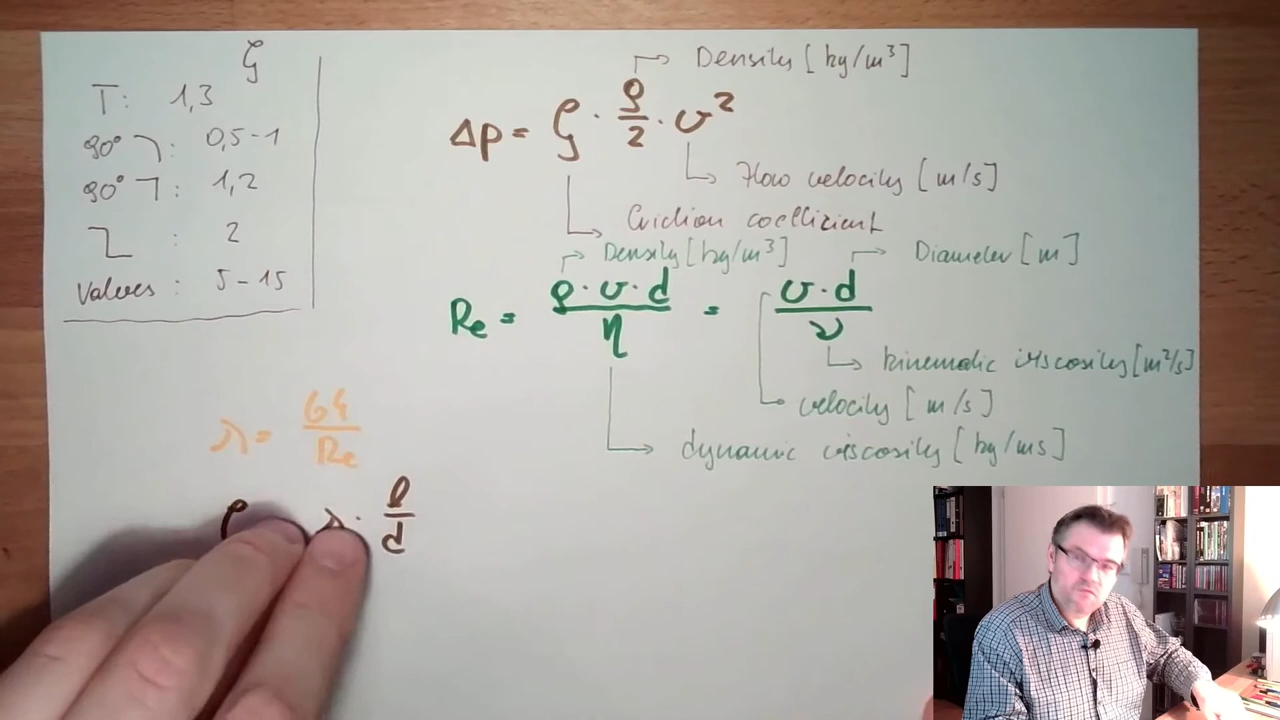 ζ
T: 1,3
90° ⌝: 0,5-1
90° ⌝: 1,2
: 2
Valves: 5-15
Density [kg/m³]
Δp = ζ · ρ/2 · v²
Flow velocity [m/s]
Friction coefficient
Density [kg/m³]
Diameter [m]
Re = ρ·v·d/η = v·d/ν
kinematic viscosity [m²/s]
velocity [m/s]
dynamic viscosity [kg/ms]
λ = 64/Re
λ · l/d